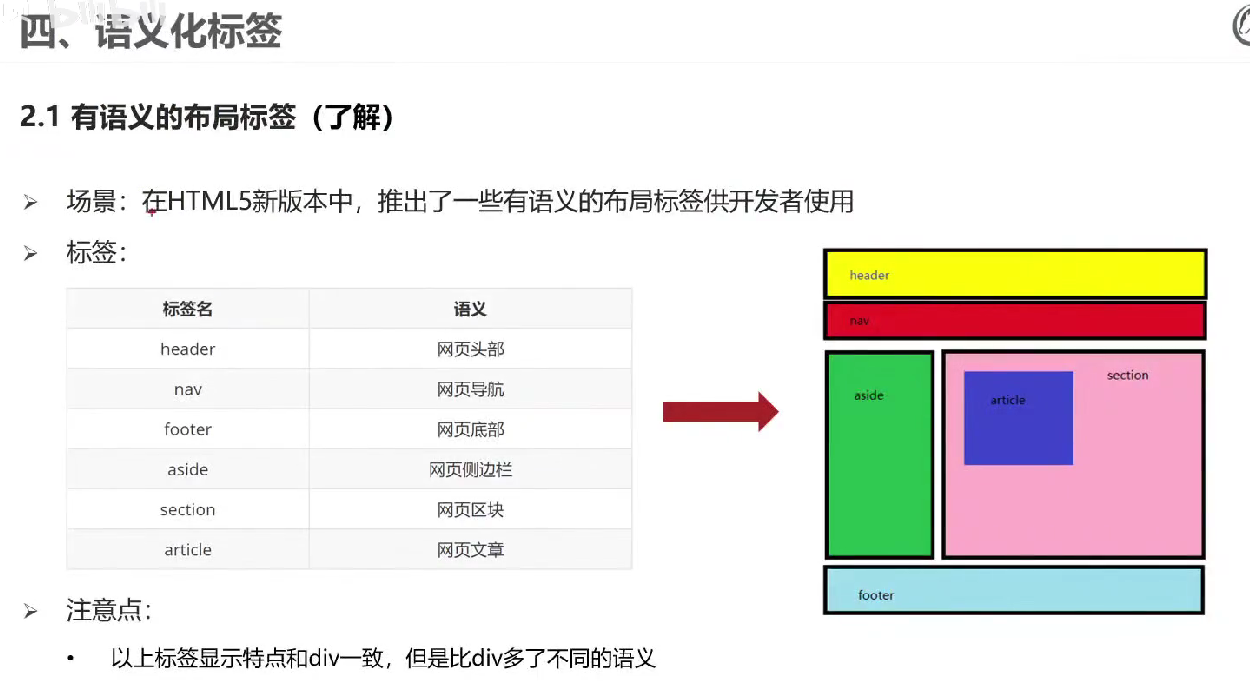 bilibili
四、语义化标签
2.1 有语义的布局标签（了解）
场景：在HTML5新版本中，推出了一些有语义的布局标签供开发者使用
标签：
标签名 语义
header 网页头部
nav 网页导航
footer 网页底部
aside 网页侧边栏
section 网页区块
article 网页文章
header
nav
aside
article
section
footer
注意点：
• 以上标签显示特点和div一致，但是比div多了不同的语义